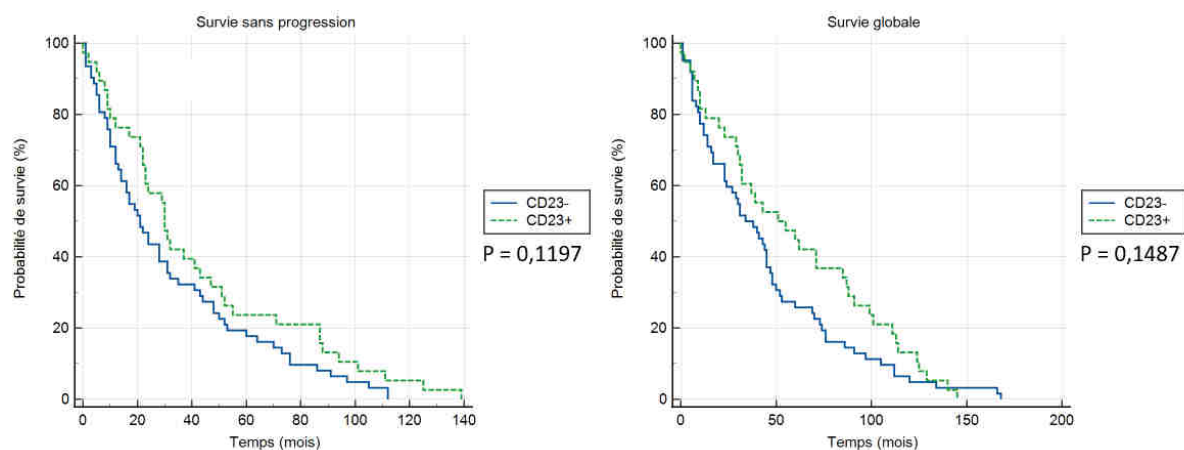 Survie sans progression
Probabilité de survie (%)
100
80
60
40
20
0
0 20 40 60 80 100 120 140
Temps (mois)
CD23-
CD23+
P = 0,1197
Survie globale
Probabilité de survie (%)
100
80
60
40
20
0
0 50 100 150 200
Temps (mois)
CD23-
CD23+
P = 0,1487